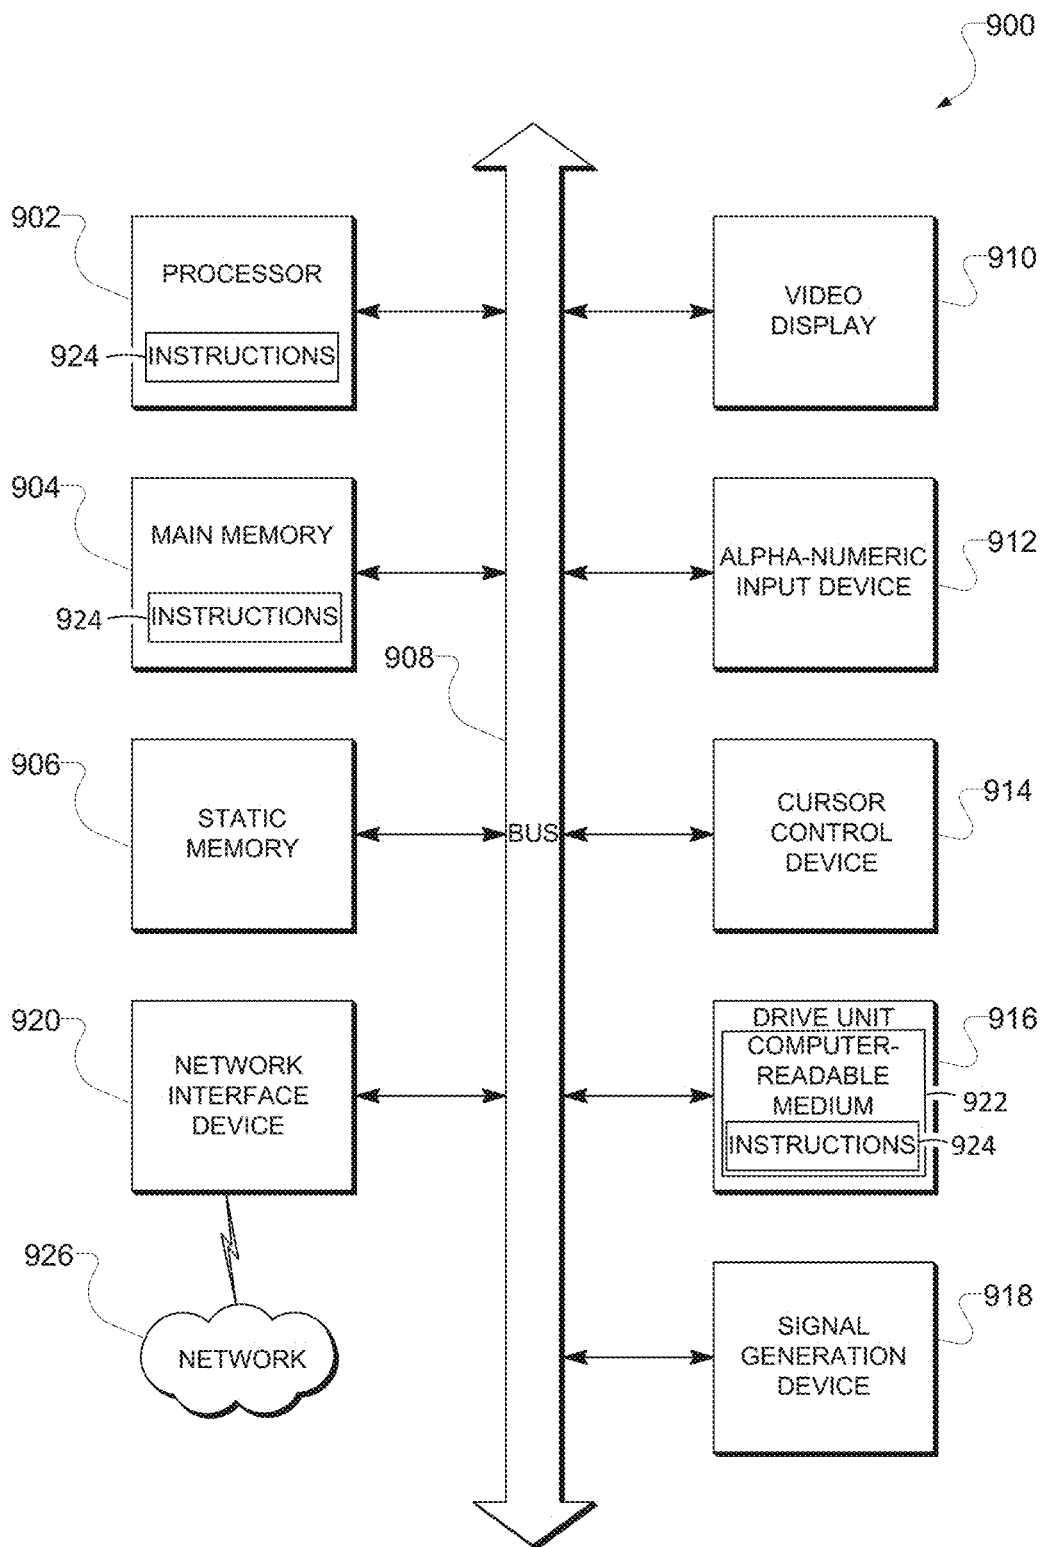 900
902
PROCESSOR
924
INSTRUCTIONS
910
VIDEO
DISPLAY
904
MAIN MEMORY
924
INSTRUCTIONS
912
ALPHA-NUMERIC
INPUT DEVICE
908
906
STATIC
MEMORY
BUS
914
CURSOR
CONTROL
DEVICE
920
NETWORK
INTERFACE
DEVICE
916
DRIVE UNIT
COMPUTER-
READABLE
MEDIUM
922
INSTRUCTIONS
924
926
NETWORK
918
SIGNAL
GENERATION
DEVICE